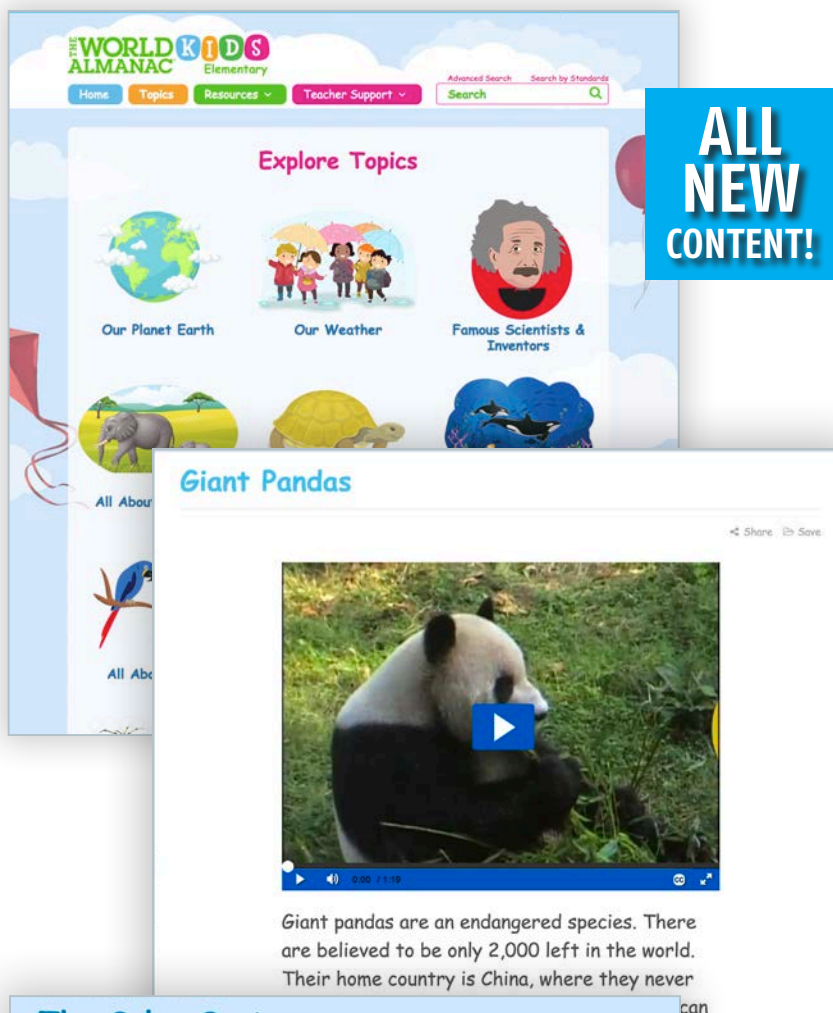 THE WORLD ALMANAC KIDS
Elementary
Advanced Search Search by Standards
Home Topics Resources Teacher Support Search
ALL
NEW
CONTENT!
Explore Topics
Our Planet Earth Our Weather Famous Scientists &
Inventors
All About
All
Giant Pandas
Share Save
0:00 / 1:19
CC
Giant pandas are an endangered species. There
are believed to be only 2,000 left in the world.
Their home country is China, where they never
can